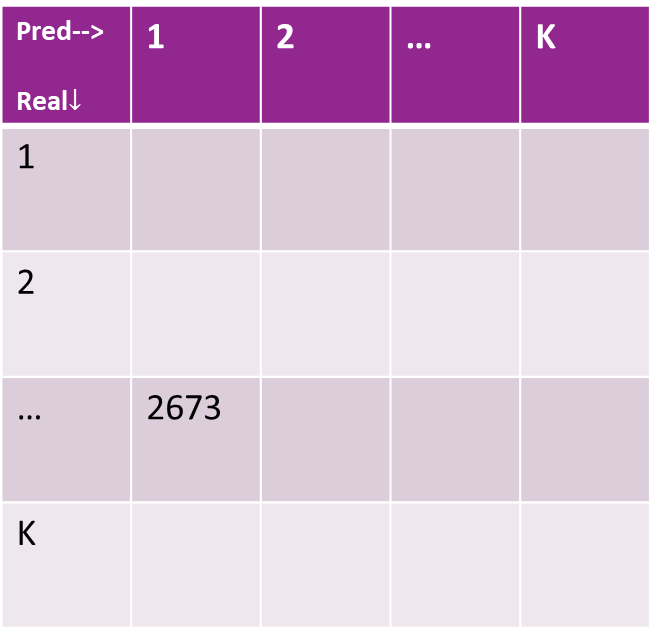 Pred--> 1 2 ... K
Real↓
1
2
... 2673
K